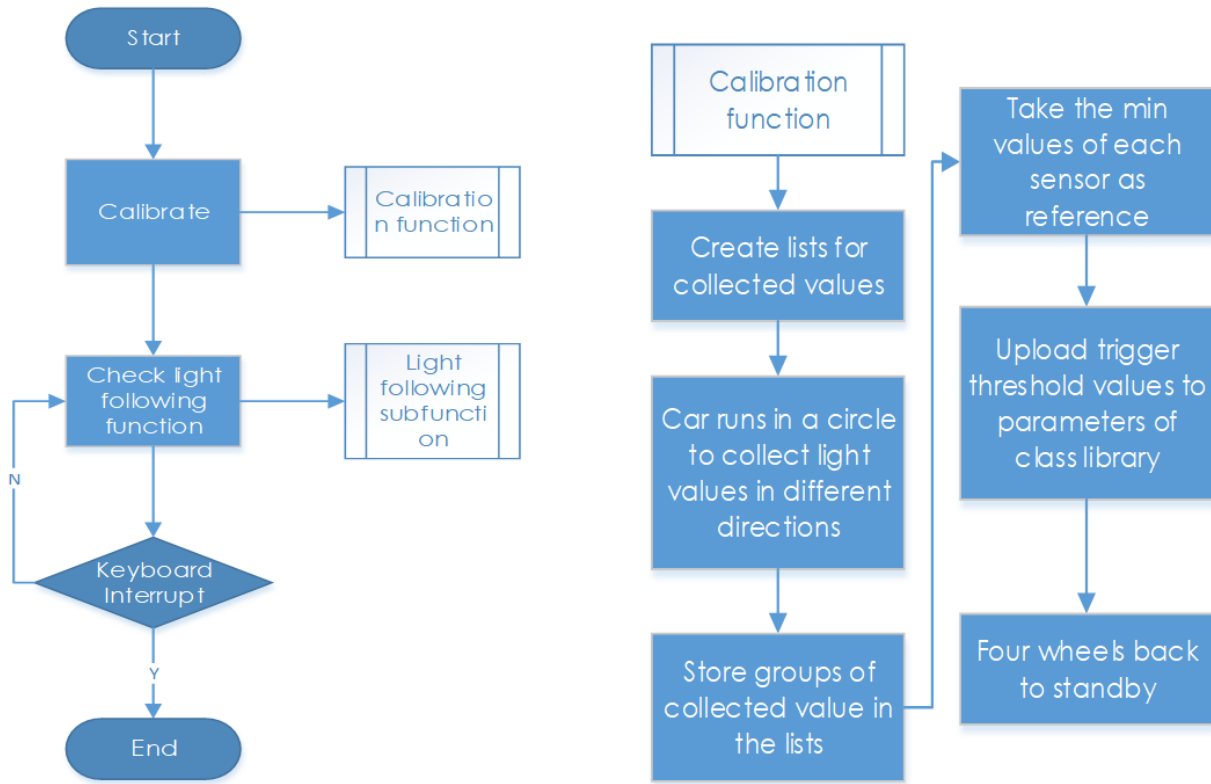 Start
Calibrate
Calibratio
n function
Check light
following
function
Light
following
subfuncti
on
N
Keyboard
Interrupt
Y
End
Calibration
function
Create lists for
collected values
Car runs in a circle
to collect light
values in different
directions
Store groups of
collected value in
the lists
Take the min
values of each
sensor as
reference
Upload trigger
threshold values to
parameters of
class library
Four wheels back
to standby